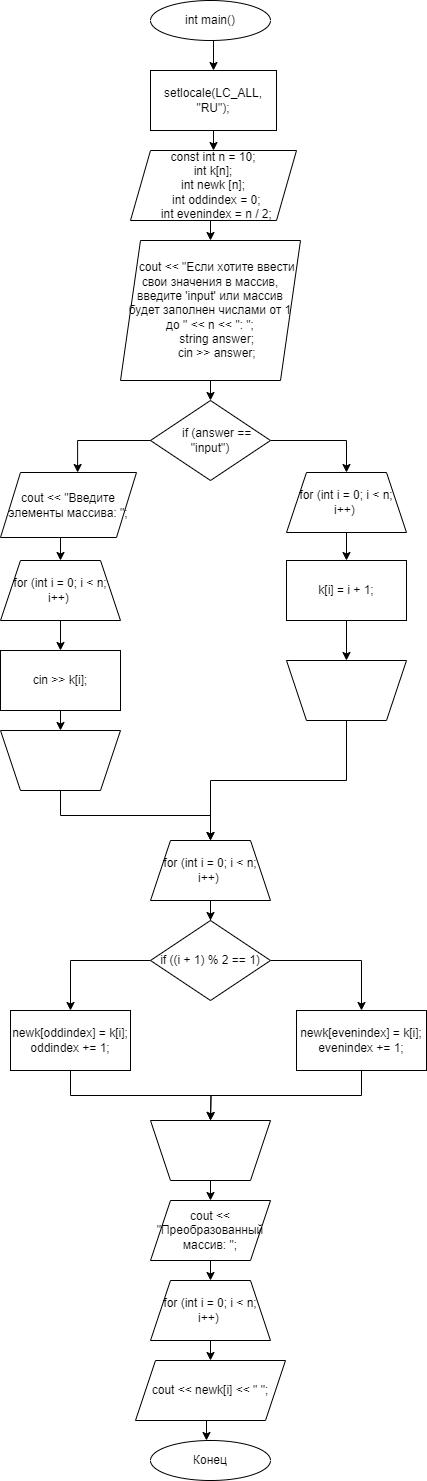 int main()
setlocale(LC_ALL,
"RU");
const int n = 10;
int k[n];
int newk [n];
int oddindex = 0;
int evenindex = n / 2;
cout << "Если хотите ввести
свои значения в массив,
введите 'input' или массив
будет заполнен числами от 1
до " << n << ": ";
string answer;
cin >> answer;
if (answer ==
"input")
cout << "Введите
элементы массива: ";
for (int i = 0; i < n;
i++)
cin >> k[i];
for (int i = 0; i < n;
i++)
k[i] = i + 1;
for (int i = 0; i < n;
i++)
if ((i + 1) % 2 == 1)
newk[oddindex] = k[i];
oddindex += 1;
newk[evenindex] = k[i];
evenindex += 1;
cout <<
"Преобразованный
массив: ";
for (int i = 0; i < n;
i++)
cout << newk[i] << " ";
Конец